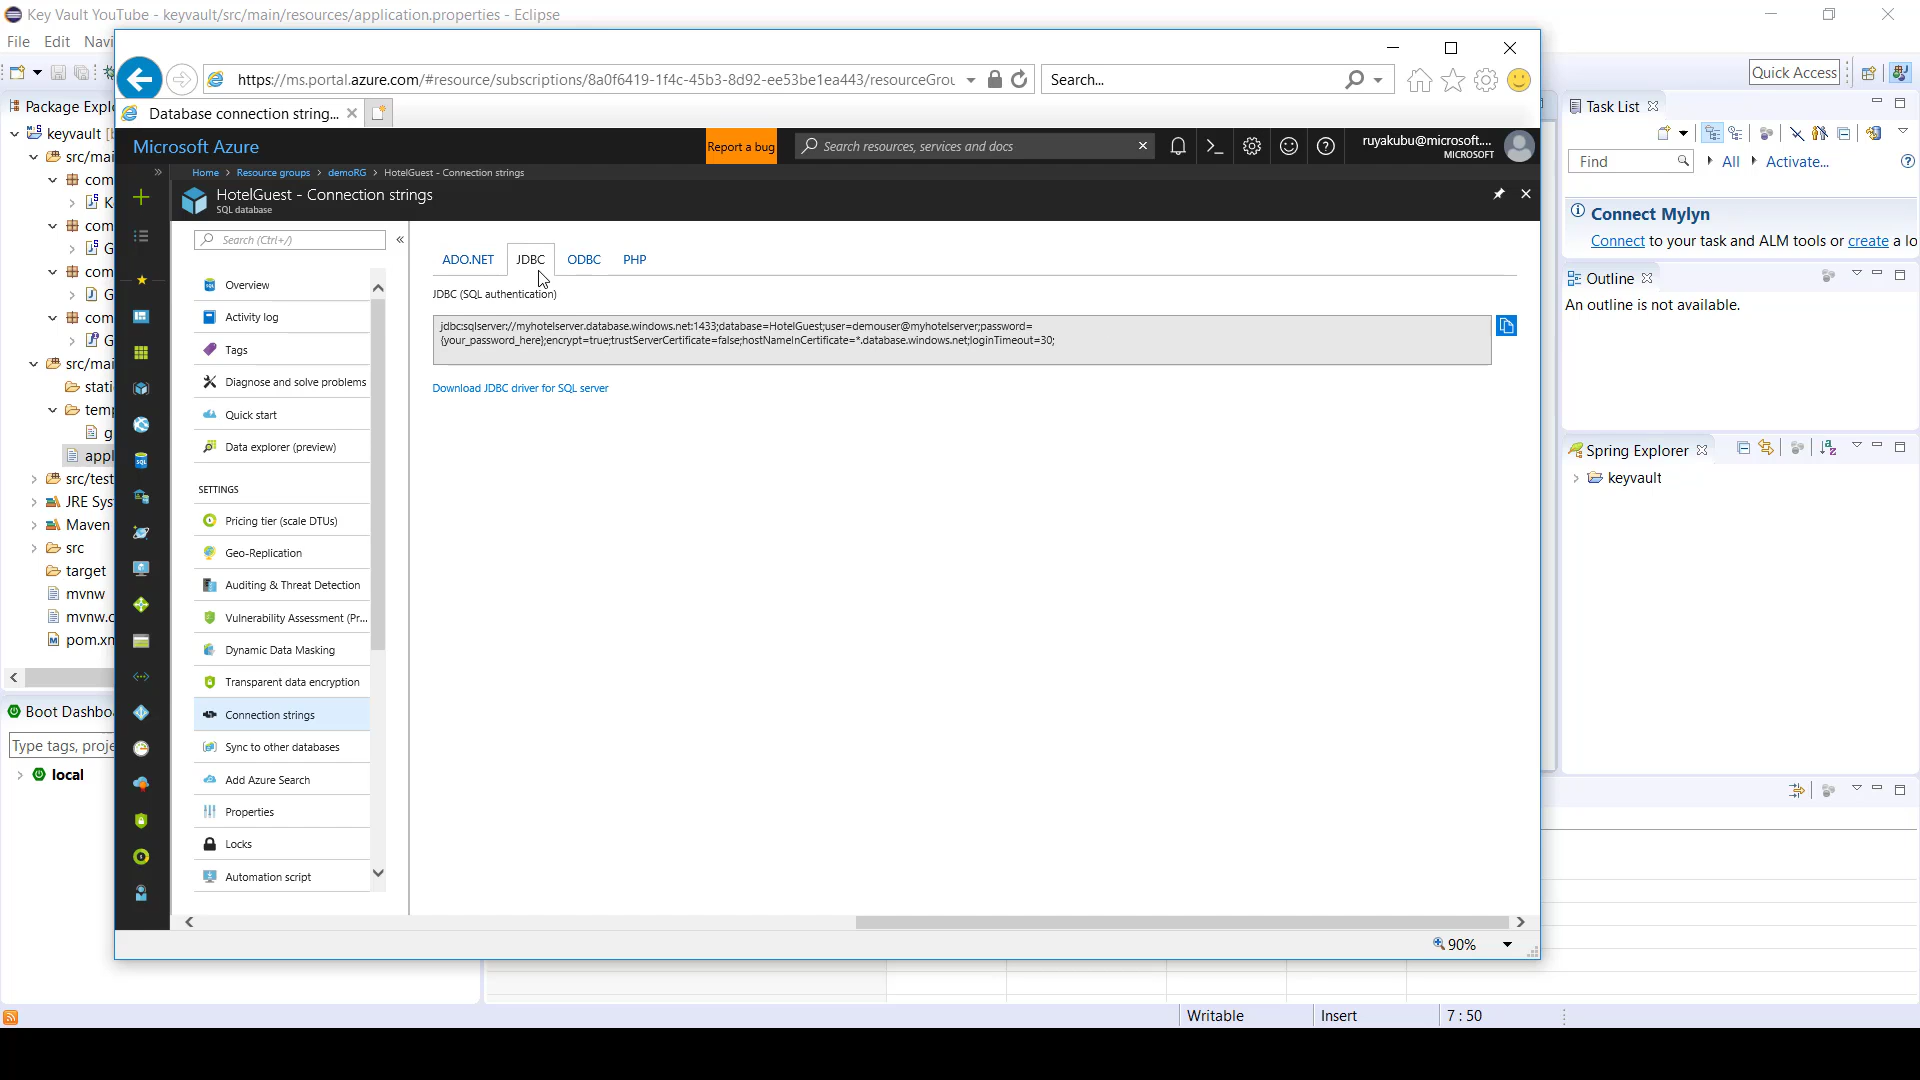 Key Vault YouTube - keyvault/src/main/resources/application.properties - Eclipse
File Edit Navi
Quick Access
https://ms.portal.azure.com/#resource/subscriptions/8a0f6419-1f4c-45b3-8d92-ee53be1ea443/resourceGrou
Search...
Database connection string...
Package Explo
keyvault [b
src/mai
com
K
com
G
com
G
com
G
src/mai
stati
temp
g
appl
src/test
JRE Sys
Maven
src
target
mvnw
mvnw.c
pom.xm
Boot Dashboa
Type tags, proje
local
Microsoft Azure
Report a bug
Search resources, services and docs
ruyakubu@microsoft....
MICROSOFT
Home > Resource groups > demoRG > HotelGuest - Connection strings
HotelGuest - Connection strings
SQL database
Search (Ctrl+/)
Overview
Activity log
Tags
Diagnose and solve problems
Quick start
Data explorer (preview)
SETTINGS
Pricing tier (scale DTUs)
Geo-Replication
Auditing & Threat Detection
Vulnerability Assessment (Pr...
Dynamic Data Masking
Transparent data encryption
Connection strings
Sync to other databases
Add Azure Search
Properties
Locks
Automation script
ADO.NET JDBC ODBC PHP
JDBC (SQL authentication)
jdbc:sqlserver://myhotelserver.database.windows.net:1433;database=HotelGuest;user=demouser@myhotelserver;password=
{your_password_here};encrypt=true;trustServerCertificate=false;hostNameInCertificate=*.database.windows.net;loginTimeout=30;
Download JDBC driver for SQL server
90%
Task List
Find
All
Activate...
Connect Mylyn
Connect to your task and ALM tools or create a lo
Outline
An outline is not available.
Spring Explorer
keyvault
Writable
Insert
7 : 50